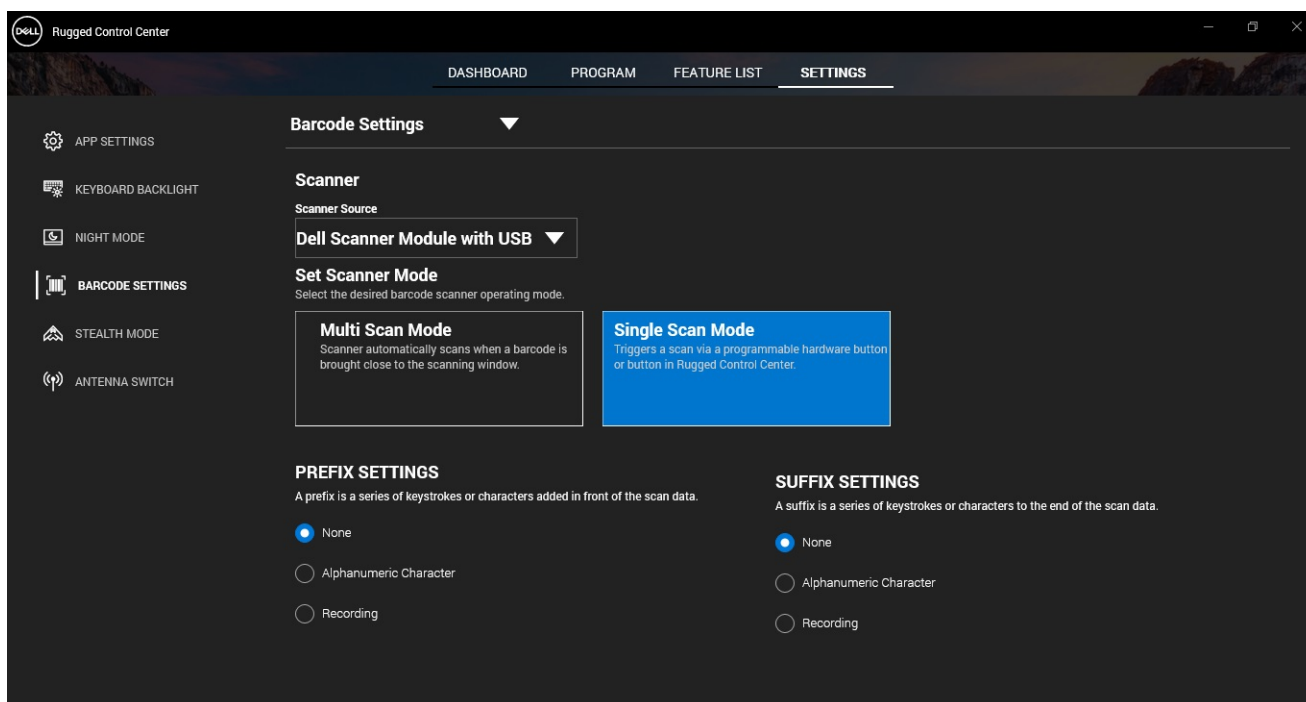 DELL
Rugged Control Center
DASHBOARD PROGRAM FEATURE LIST SETTINGS
APP SETTINGS
KEYBOARD BACKLIGHT
NIGHT MODE
BARCODE SETTINGS
STEALTH MODE
ANTENNA SWITCH
Barcode Settings
Scanner
Scanner Source
Dell Scanner Module with USB
Set Scanner Mode
Select the desired barcode scanner operating mode.
Multi Scan Mode
Scanner automatically scans when a barcode is
brought close to the scanning window.
Single Scan Mode
Triggers a scan via a programmable hardware button
or button in Rugged Control Center.
PREFIX SETTINGS
A prefix is a series of keystrokes or characters added in front of the scan data.
None
Alphanumeric Character
Recording
SUFFIX SETTINGS
A suffix is a series of keystrokes or characters to the end of the scan data.
None
Alphanumeric Character
Recording